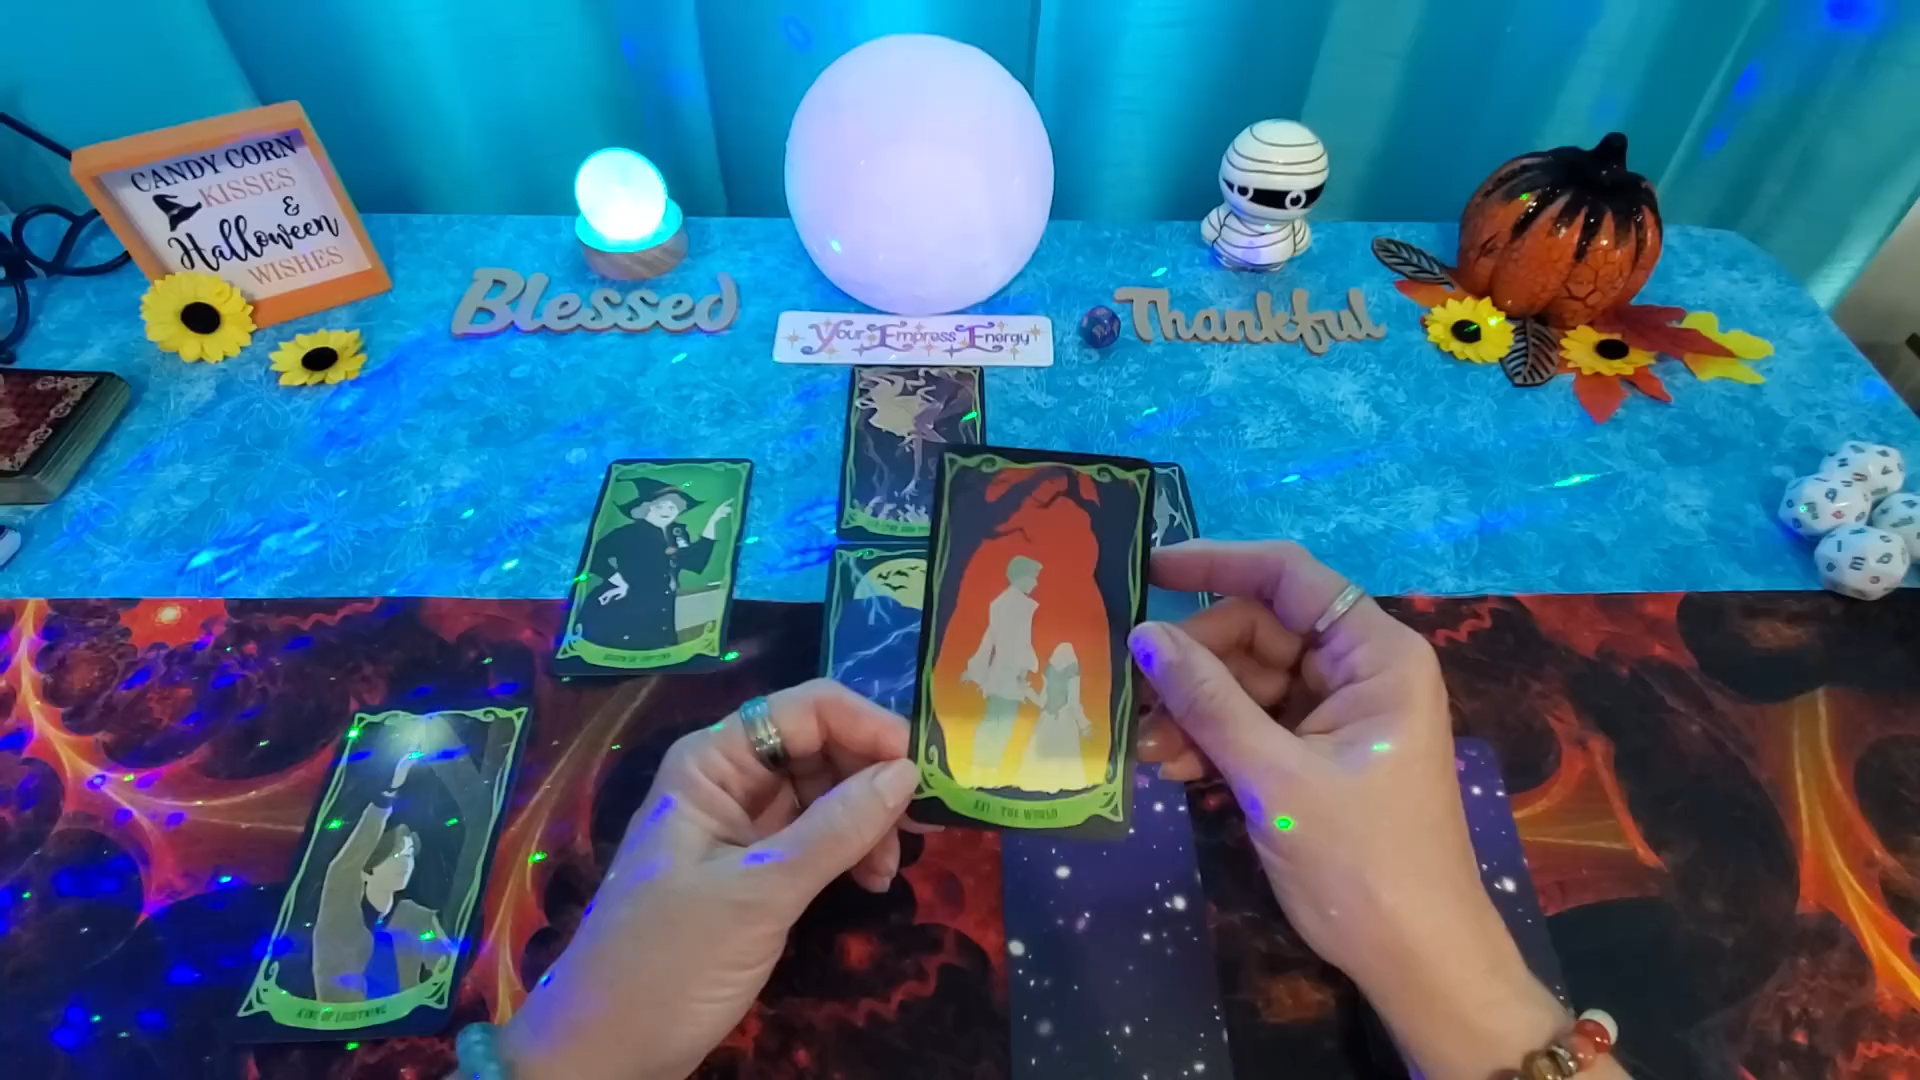 CANDY CORN
KISSES
&
Halloween
WISHES
Blessed
Your Empress Energy
Thankful
XXI - THE WORLD
KING OF LIGHTNING